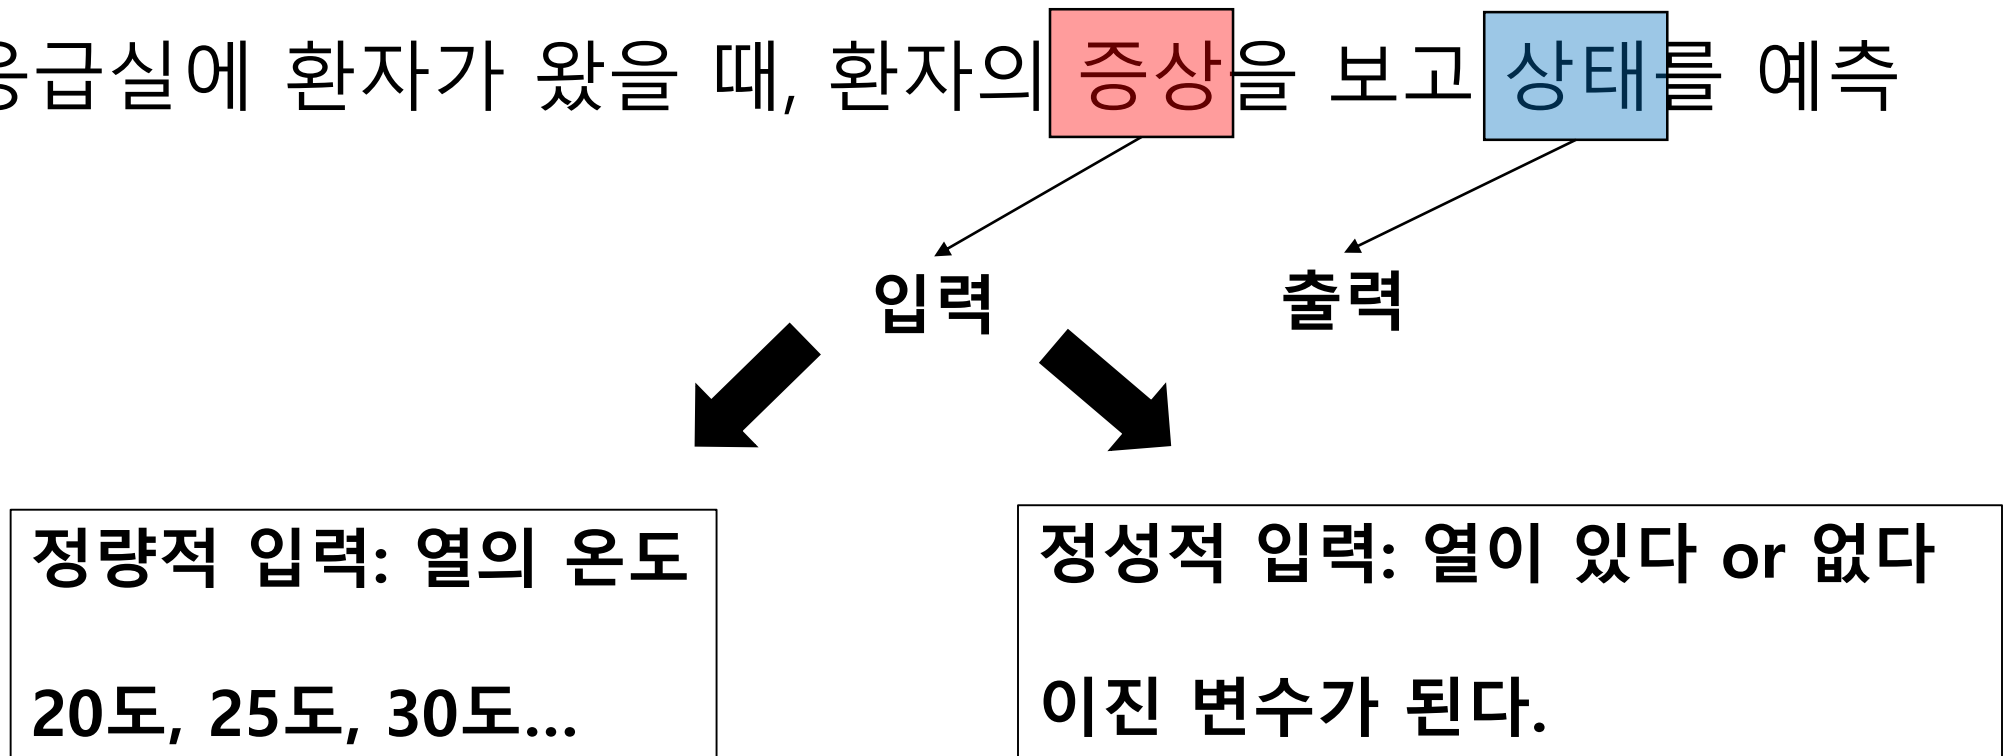 응급실에 환자가 왔을 때, 환자의 증상을 보고 상태를 예측
입력
출력
정량적 입력: 열의 온도
20도, 25도, 30도...
정성적 입력: 열이 있다 or 없다
이진 변수가 된다.